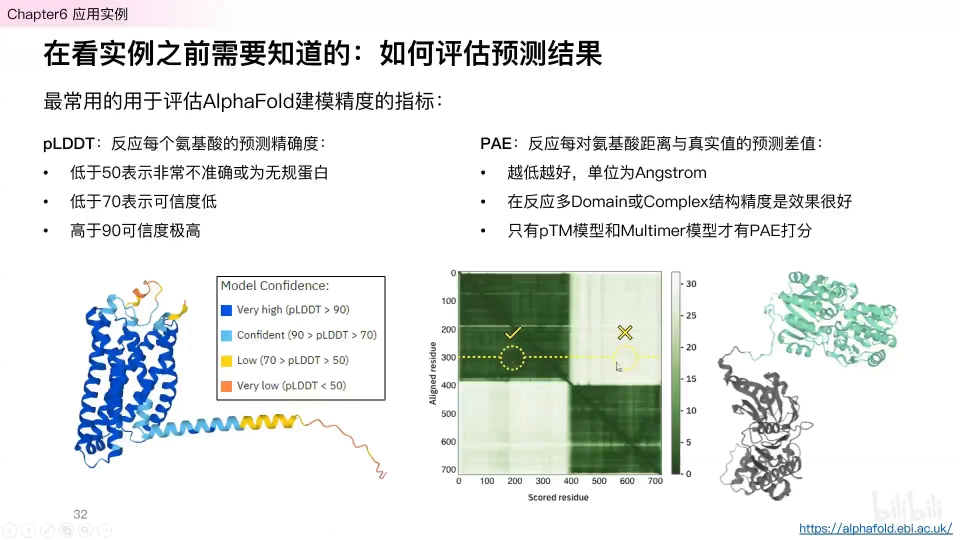 Chapter6 应用实例
在看实例之前需要知道的：如何评估预测结果
最常用的用于评估AlphaFold建模精度的指标：
pLDDT：反应每个氨基酸的预测精确度：
• 低于50表示非常不准确或为无规蛋白
• 低于70表示可信度低
• 高于90可信度极高
PAE：反应每对氨基酸距离与真实值的预测差值：
• 越低越好，单位为Angstrom
• 在反应多Domain或Complex结构精度是效果很好
• 只有pTM模型和Multimer模型才有PAE打分
Model Confidence:
Very high (pLDDT > 90)
Confident (90 > pLDDT > 70)
Low (70 > pLDDT > 50)
Very low (pLDDT < 50)
Aligned residue
0
100
200
300
400
500
600
700
0 100 200 300 400 500 600 700
Scored residue
30
25
20
15
10
5
0
32
bilibili
https://alphafold.ebi.ac.uk/